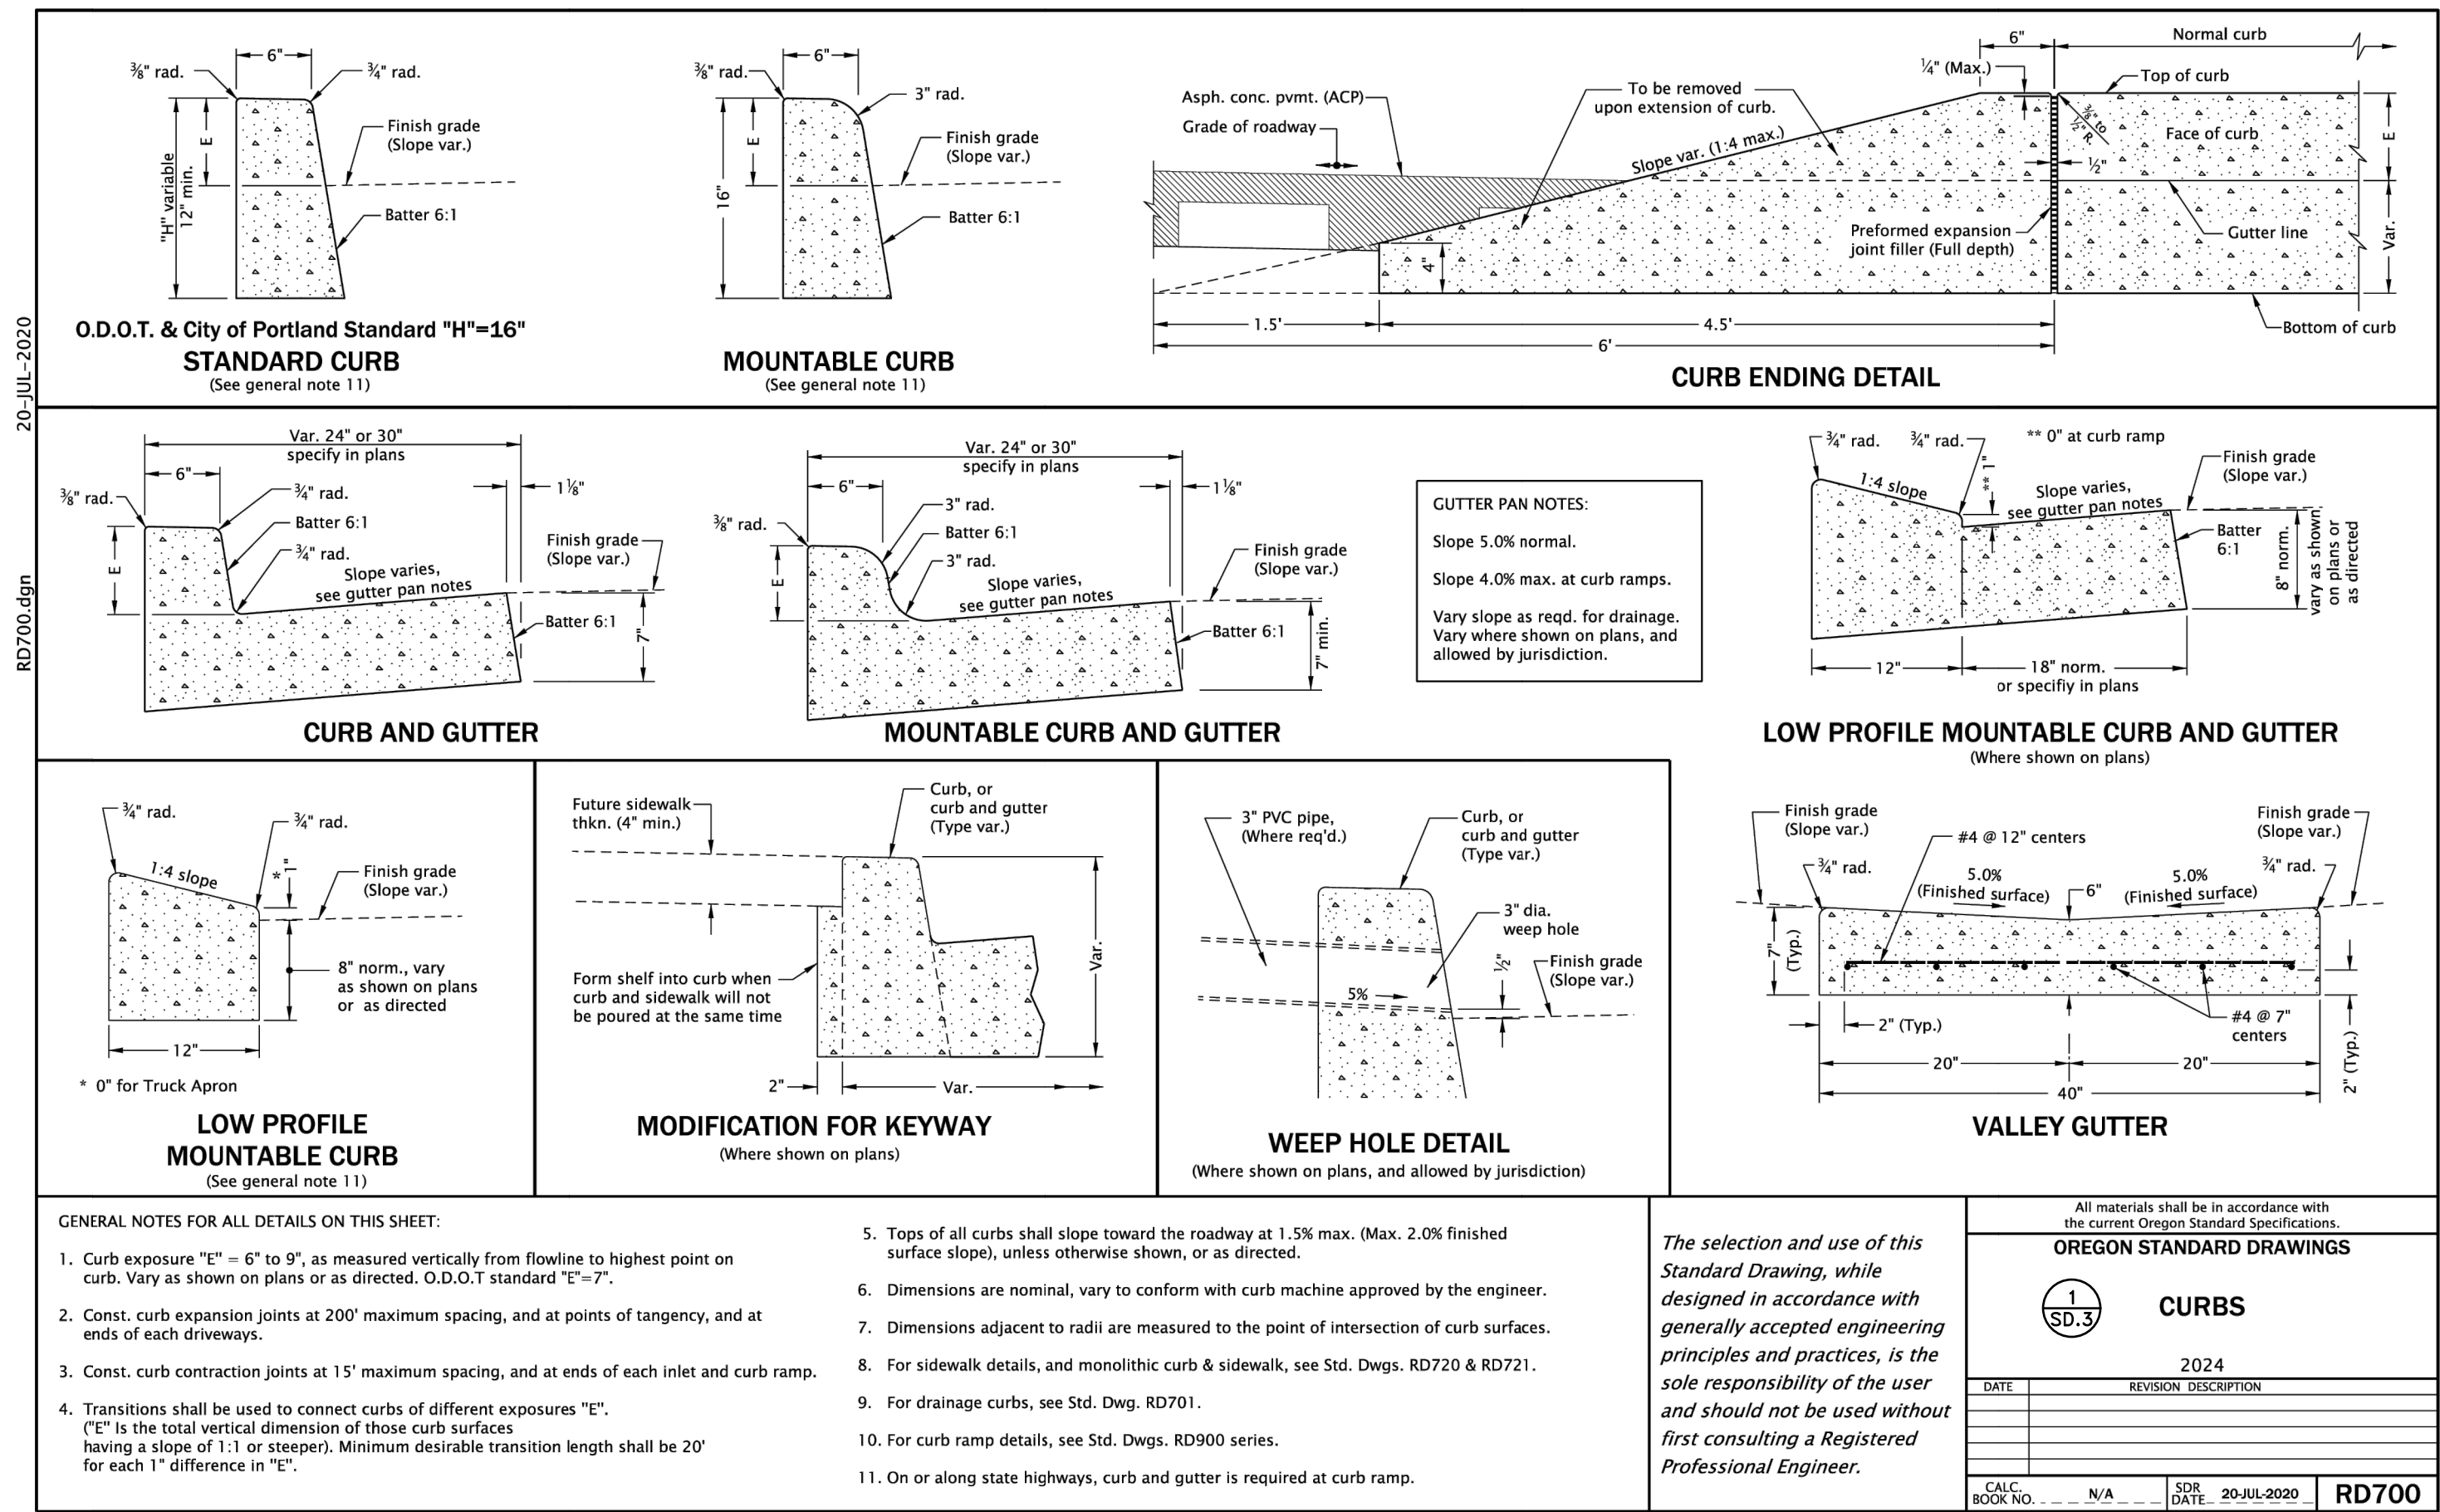 20-JUL-2020
RD700.dgn
6"
⅜" rad.
¾" rad.
E
"H" variable
12" min.
Finish grade
(Slope var.)
Batter 6:1
O.D.O.T. & City of Portland Standard "H"=16"
STANDARD CURB
(See general note 11)
6"
⅜" rad.
3" rad.
E
16"
Finish grade
(Slope var.)
Batter 6:1
MOUNTABLE CURB
(See general note 11)
6"
Normal curb
¼" (Max.)
Top of curb
To be removed
upon extension of curb.
Asph. conc. pvmt. (ACP)
Grade of roadway
Slope var. (1:4 max.)
⅜" to
½" R.
Face of curb
E
½"
Preformed expansion
joint filler (Full depth)
Gutter line
Var.
4"
1.5'
4.5'
6'
Bottom of curb
CURB ENDING DETAIL
Var. 24" or 30"
specify in plans
6"
1⅛"
⅜" rad.
¾" rad.
Batter 6:1
¾" rad.
E
Slope varies,
see gutter pan notes
Finish grade
(Slope var.)
Batter 6:1
7"
CURB AND GUTTER
Var. 24" or 30"
specify in plans
6"
1⅛"
⅜" rad.
3" rad.
Batter 6:1
3" rad.
E
Slope varies,
see gutter pan notes
Finish grade
(Slope var.)
Batter 6:1
7" min.
MOUNTABLE CURB AND GUTTER
GUTTER PAN NOTES:
Slope 5.0% normal.
Slope 4.0% max. at curb ramps.
Vary slope as reqd. for drainage.
Vary where shown on plans, and
allowed by jurisdiction.
¾" rad.
¾" rad.
** 0" at curb ramp
1:4 slope
** 1"
Slope varies,
see gutter pan notes
Finish grade
(Slope var.)
Batter
6:1
8" norm.
vary as shown
on plans or
as directed
12"
18" norm.
or specifiy in plans
LOW PROFILE MOUNTABLE CURB AND GUTTER
(Where shown on plans)
¾" rad.
¾" rad.
1:4 slope
* 1"
Finish grade
(Slope var.)
8" norm., vary
as shown on plans
or as directed
12"
* 0" for Truck Apron
LOW PROFILE
MOUNTABLE CURB
(See general note 11)
Future sidewalk
thkn. (4" min.)
Curb, or
curb and gutter
(Type var.)
Form shelf into curb when
curb and sidewalk will not
be poured at the same time
Var.
2"
Var.
MODIFICATION FOR KEYWAY
(Where shown on plans)
3" PVC pipe,
(Where req'd.)
Curb, or
curb and gutter
(Type var.)
3" dia.
weep hole
5%
½"
Finish grade
(Slope var.)
WEEP HOLE DETAIL
(Where shown on plans, and allowed by jurisdiction)
Finish grade
(Slope var.)
#4 @ 12" centers
Finish grade
(Slope var.)
¾" rad.
5.0%
(Finished surface)
6"
5.0%
(Finished surface)
¾" rad.
7"
(Typ.)
2" (Typ.)
#4 @ 7"
centers
20"
20"
40"
2" (Typ.)
VALLEY GUTTER
GENERAL NOTES FOR ALL DETAILS ON THIS SHEET:
1. Curb exposure "E" = 6" to 9", as measured vertically from flowline to highest point on
curb. Vary as shown on plans or as directed. O.D.O.T standard "E"=7".
2. Const. curb expansion joints at 200' maximum spacing, and at points of tangency, and at
ends of each driveways.
3. Const. curb contraction joints at 15' maximum spacing, and at ends of each inlet and curb ramp.
4. Transitions shall be used to connect curbs of different exposures "E".
("E" Is the total vertical dimension of those curb surfaces
having a slope of 1:1 or steeper). Minimum desirable transition length shall be 20'
for each 1" difference in "E".
5. Tops of all curbs shall slope toward the roadway at 1.5% max. (Max. 2.0% finished
surface slope), unless otherwise shown, or as directed.
6. Dimensions are nominal, vary to conform with curb machine approved by the engineer.
7. Dimensions adjacent to radii are measured to the point of intersection of curb surfaces.
8. For sidewalk details, and monolithic curb & sidewalk, see Std. Dwgs. RD720 & RD721.
9. For drainage curbs, see Std. Dwg. RD701.
10. For curb ramp details, see Std. Dwgs. RD900 series.
11. On or along state highways, curb and gutter is required at curb ramp.
The selection and use of this
Standard Drawing, while
designed in accordance with
generally accepted engineering
principles and practices, is the
sole responsibility of the user
and should not be used without
first consulting a Registered
Professional Engineer.
All materials shall be in accordance with
the current Oregon Standard Specifications.
OREGON STANDARD DRAWINGS
1
SD.3
CURBS
2024
DATE
REVISION DESCRIPTION
CALC.
BOOK NO. N/A
SDR
DATE 20-JUL-2020
RD700